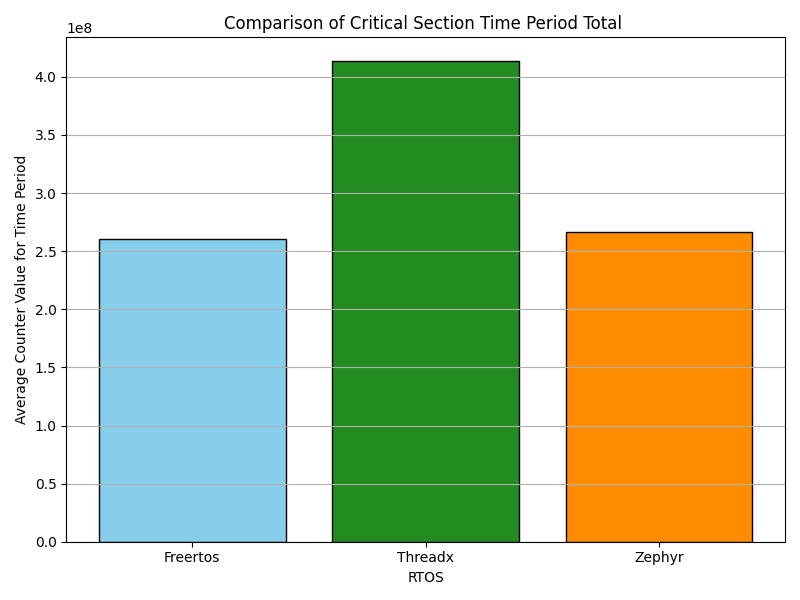 Comparison of Critical Section Time Period Total
1e8
Average Counter Value for Time Period
4.0
3.5
3.0
2.5
2.0
1.5
1.0
0.5
0.0
Freertos
Threadx
Zephyr
RTOS